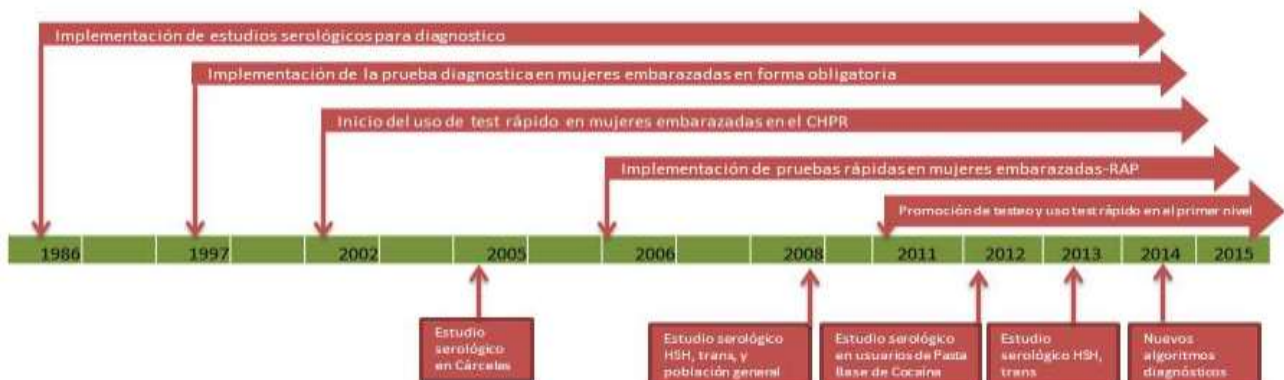 Implementación de estudios serológicos para diagnostico
Implementación de la prueba diagnostica en mujeres embarazadas en forma obligatoria
Inicio del uso de test rápido en mujeres embarazadas en el CHPR
Implementación de pruebas rápidas en mujeres embarazadas-RAP
Promoción de testeo y uso test rápido en el primer nivel
1986 1997 2002 2005 2006 2008 2011 2012 2013 2014 2015
Estudio
serológico
en Cárceles
Estudio serológico
HSH, trans, y
población general
Estudio serológico
en usuarios de Pasta
Base de Cocaína
Estudio
serológico HSH,
trans
Nuevos
algoritmos
diagnósticos